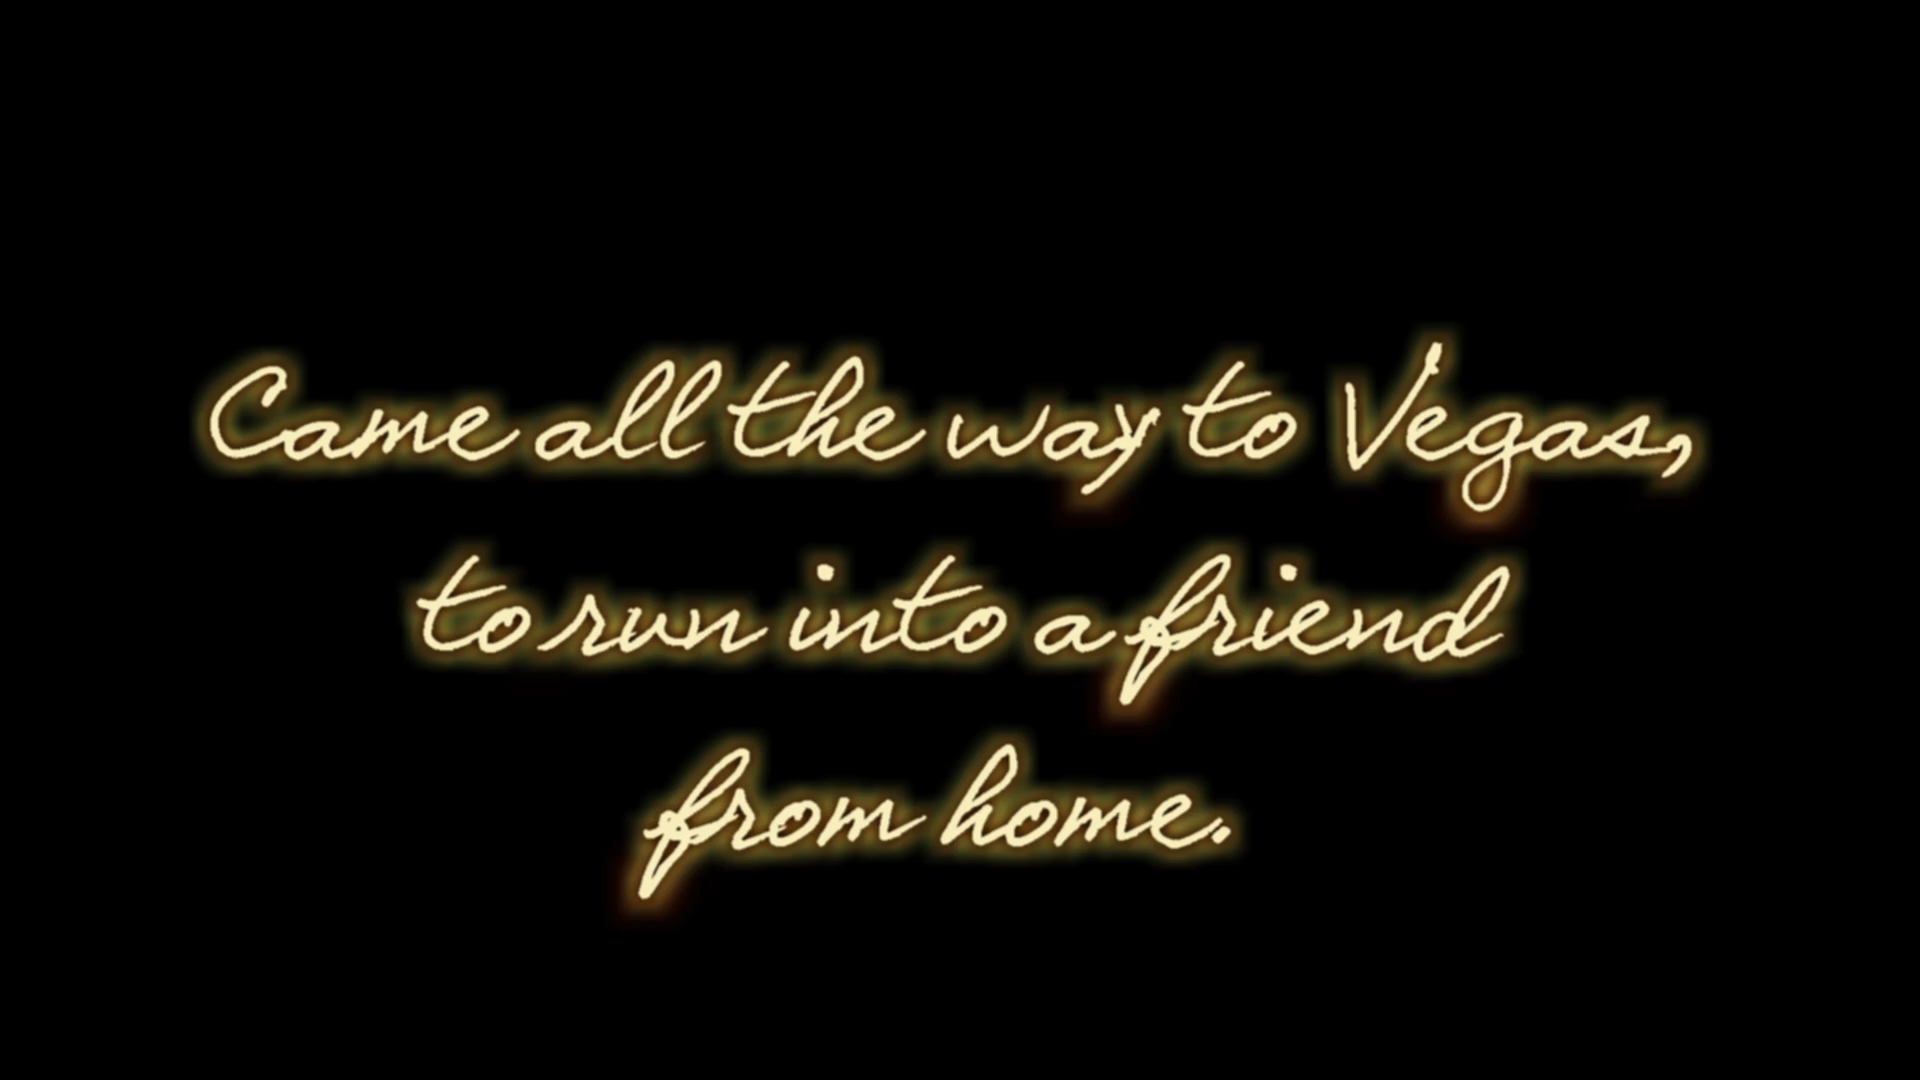 Came all the way to Vegas,
to run into a friend
from home.